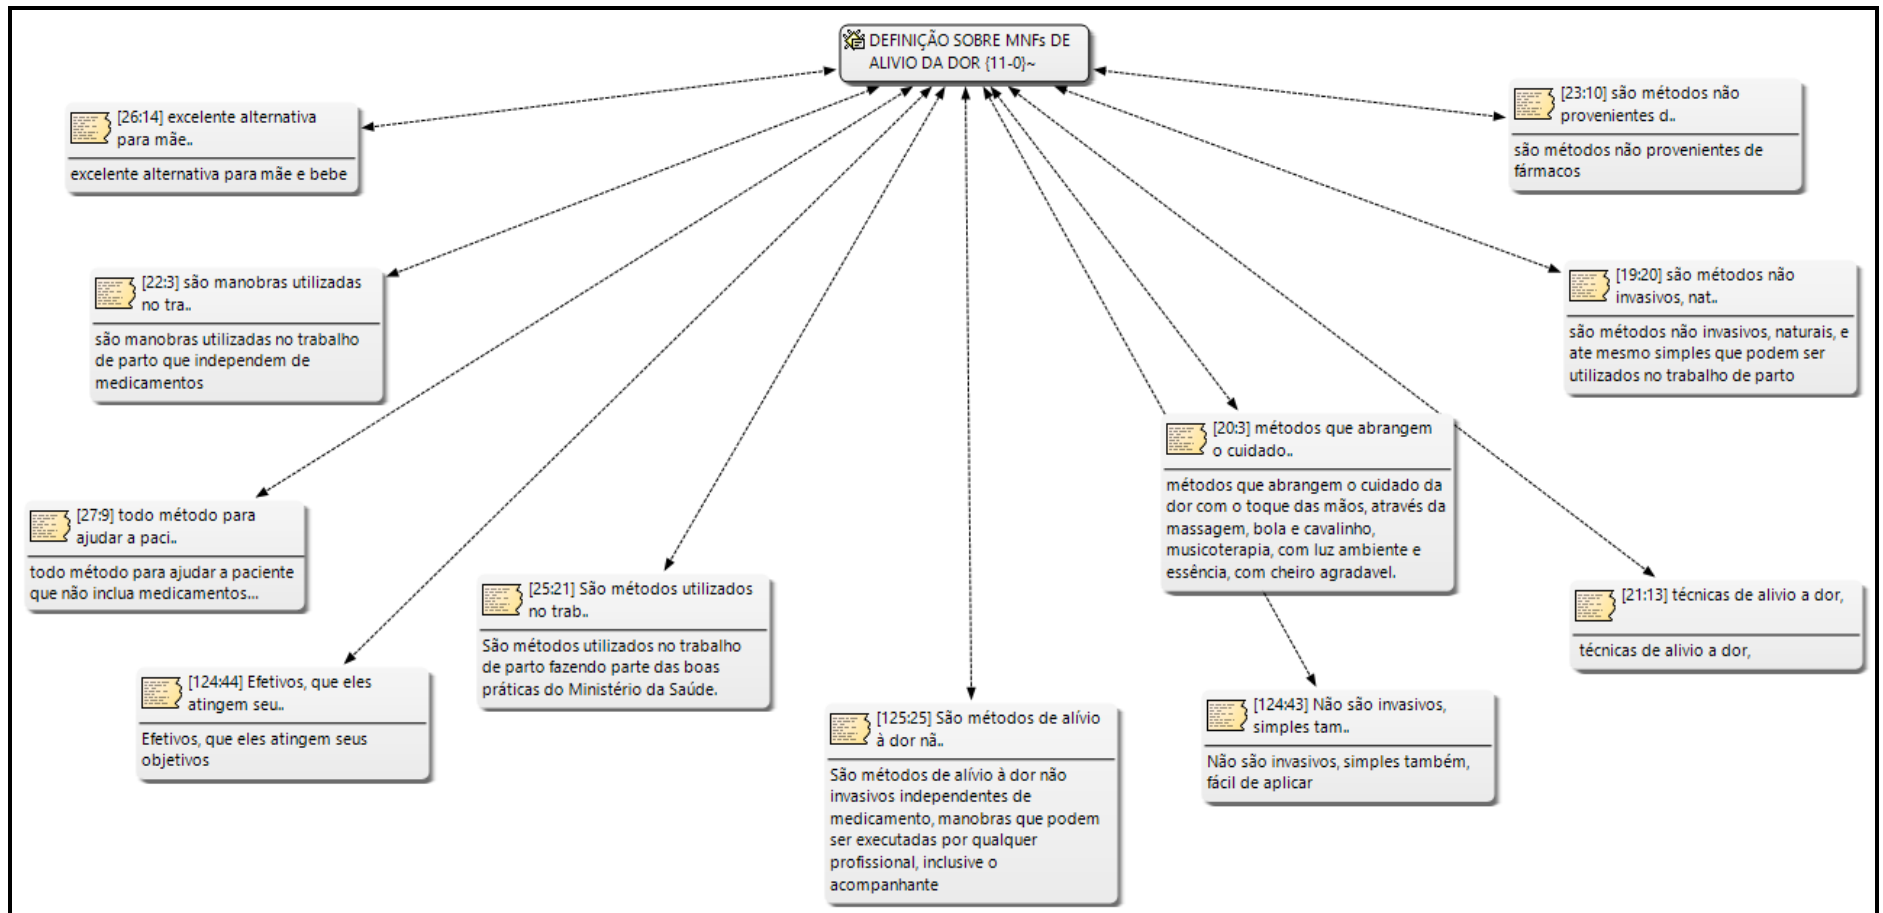 DEFINIÇÃO SOBRE MNFs DE
ALIVIO DA DOR {11-0}~
[26:14] excelente alternativa
para mãe..
excelente alternativa para mãe e bebe
[23:10] são métodos não
provenientes d..
são métodos não provenientes de
fármacos
[22:3] são manobras utilizadas
no tra..
são manobras utilizadas no trabalho
de parto que independem de
medicamentos
[19:20] são métodos não
invasivos, nat..
são métodos não invasivos, naturais, e
ate mesmo simples que podem ser
utilizados no trabalho de parto
[20:3] métodos que abrangem
o cuidado..
métodos que abrangem o cuidado da
dor com o toque das mãos, através da
massagem, bola e cavalinho,
musicoterapia, com luz ambiente e
essência, com cheiro agradavel.
[27:9] todo método para
ajudar a paci..
todo método para ajudar a paciente
que não inclua medicamentos...
[25:21] São métodos utilizados
no trab..
São métodos utilizados no trabalho
de parto fazendo parte das boas
práticas do Ministério da Saúde.
[21:13] técnicas de alivio a dor,
técnicas de alivio a dor,
[124:44] Efetivos, que eles
atingem seu..
Efetivos, que eles atingem seus
objetivos
[125:25] São métodos de alívio
à dor nã..
São métodos de alívio à dor não
invasivos independentes de
medicamento, manobras que podem
ser executadas por qualquer
profissional, inclusive o
acompanhante
[124:43] Não são invasivos,
simples tam..
Não são invasivos, simples também,
fácil de aplicar